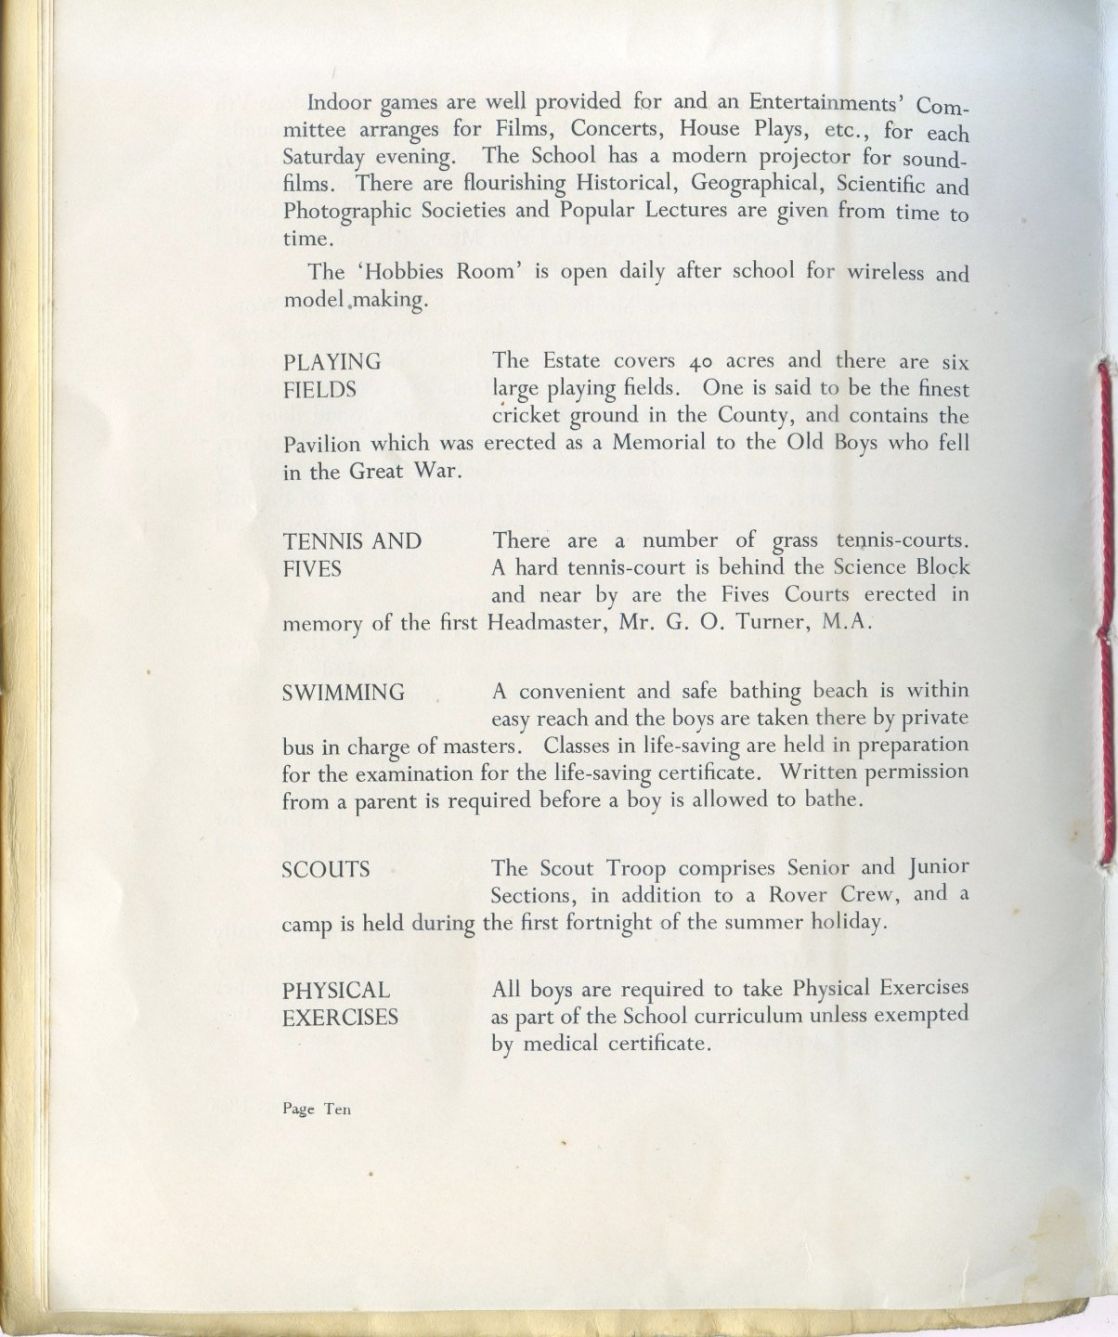 Indoor games are well provided for and an Entertainments' Com-
mittee arranges for Films, Concerts, House Plays, etc., for each
Saturday evening. The School has a modern projector for sound-
films. There are flourishing Historical, Geographical, Scientific and
Photographic Societies and Popular Lectures are given from time to
time.
The 'Hobbies Room' is open daily after school for wireless and
model making.
PLAYING
FIELDS
The Estate covers 40 acres and there are six
large playing fields. One is said to be the finest
cricket ground in the County, and contains the
Pavilion which was erected as a Memorial to the Old Boys who fell
in the Great War.
TENNIS AND
FIVES
There are a number of grass tennis-courts.
A hard tennis-court is behind the Science Block
and near by are the Fives Courts erected in
memory of the first Headmaster, Mr. G. O. Turner, M.A.
SWIMMING
A convenient and safe bathing beach is within
easy reach and the boys are taken there by private
bus in charge of masters. Classes in life-saving are held in preparation
for the examination for the life-saving certificate. Written permission
from a parent is required before a boy is allowed to bathe.
SCOUTS
The Scout Troop comprises Senior and Junior
Sections, in addition to a Rover Crew, and a
camp is held during the first fortnight of the summer holiday.
PHYSICAL
EXERCISES
All boys are required to take Physical Exercises
as part of the School curriculum unless exempted
by medical certificate.
Page Ten